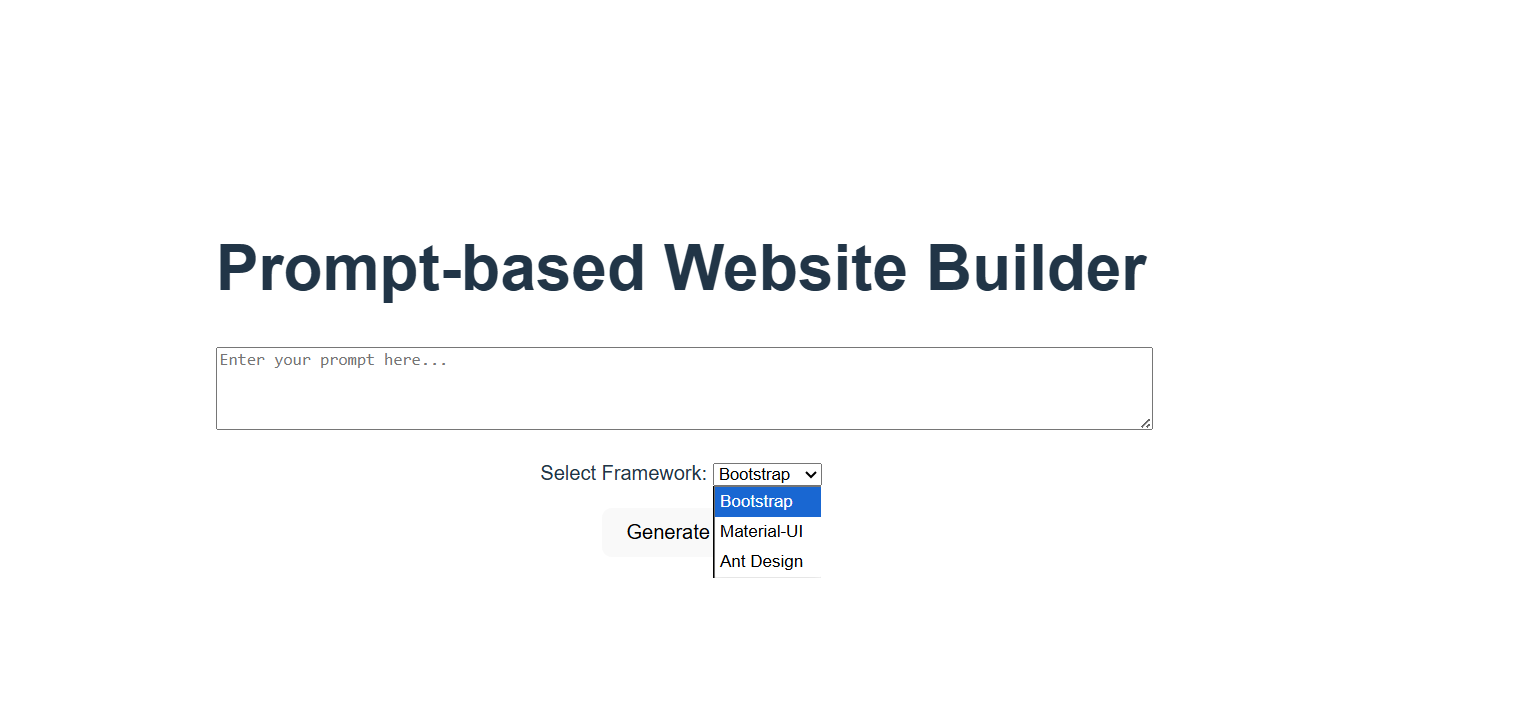 Prompt-based Website Builder
Enter your prompt here...
Select Framework: Bootstrap
Bootstrap
Generate Material-UI
Ant Design